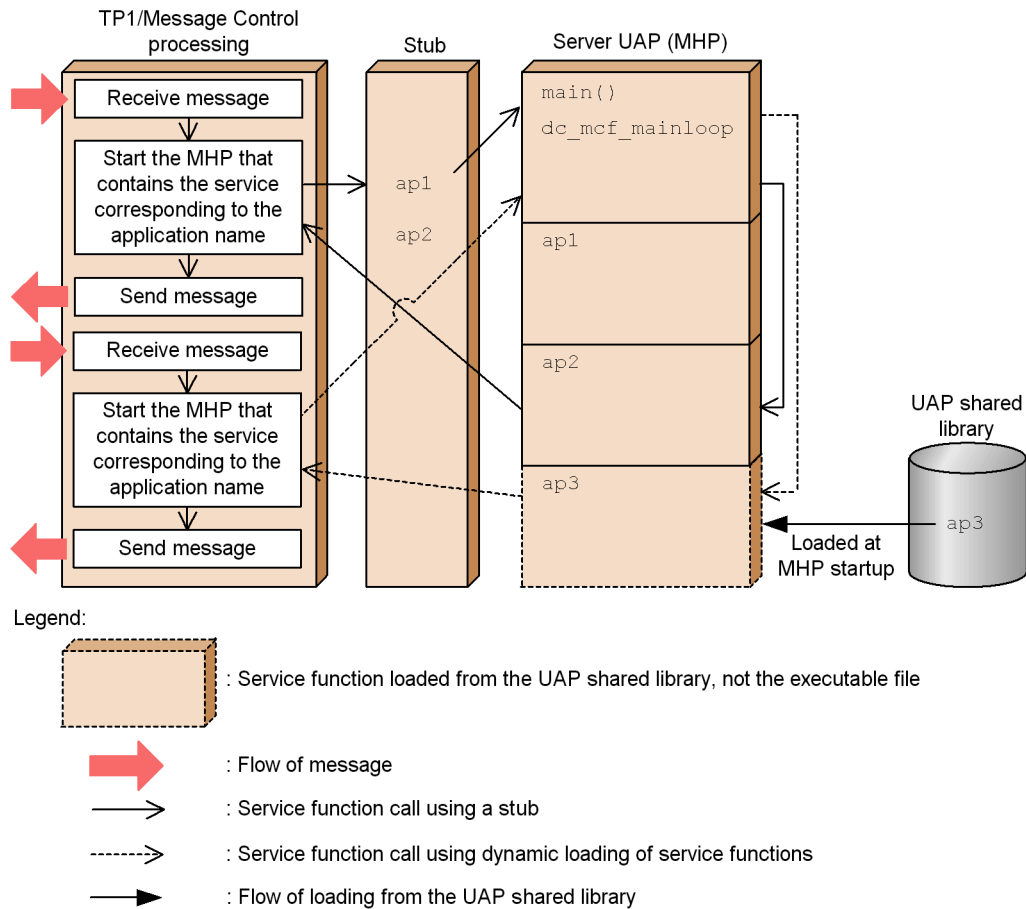 TP1/Message Control
processing
Stub
Server UAP (MHP)
Receive message
Start the MHP that
contains the service
corresponding to the
application name
Send message
Receive message
Start the MHP that
contains the service
corresponding to the
application name
Send message
ap1
ap2
main()
dc_mcf_mainloop
ap1
ap2
ap3
UAP shared
library
ap3
Loaded at
MHP startup
Legend:
: Service function loaded from the UAP shared library, not the executable file
: Flow of message
: Service function call using a stub
: Service function call using dynamic loading of service functions
: Flow of loading from the UAP shared library